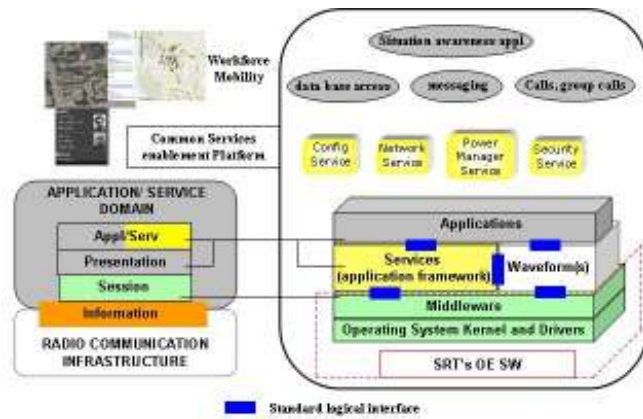 Situation awareness appl.
Workforce
Mobility
data base access
messaging
Calls, group calls
Common Services
enablement Platform
Config
Service
Network
Service
Power
Manager
Service
Security
Service
APPLICATION/ SERVICE
DOMAIN
Appl/Serv
Presentation
Session
Information
RADIO COMMUNICATION
INFRASTRUCTURE
Applications
Services
(application framework)
Waveform(s)
Middleware
Operating System Kernel and Drivers
SRT's OE SW
Standard logical interface